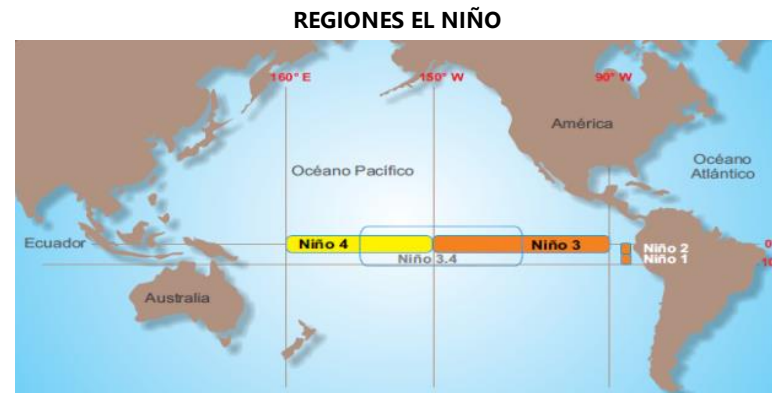 REGIONES EL NIÑO
160° E
150° W
90° W
América
Océano Pacifico
Océano
Atlántico
Ecuador
Niño 4
Niño 3
Niño 2
Niño 3.4
Niño 1
Australia